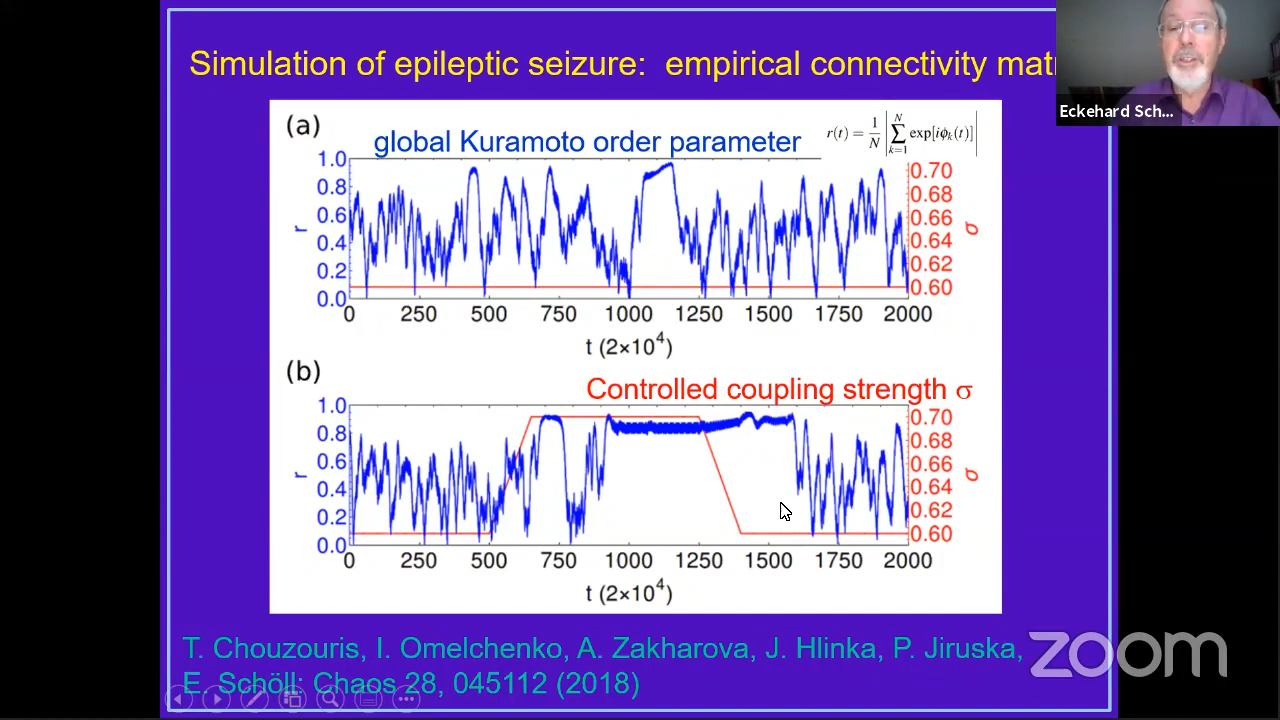 Simulation of epileptic seizure: empirical connectivity mat
Eckehard Sch...
(a)
global Kuramoto order parameter
r(t) = 1/N |∑ k=1 N exp[iϕk(t)]|
1.0
0.8
0.6
0.4
0.2
0.0
r
0.70
0.68
0.66
0.64
0.62
0.60
σ
0 250 500 750 1000 1250 1500 1750 2000
t (2×10⁴)
(b)
Controlled coupling strength σ
1.0
0.8
0.6
0.4
0.2
0.0
r
0.70
0.68
0.66
0.64
0.62
0.60
σ
0 250 500 750 1000 1250 1500 1750 2000
t (2×10⁴)
T. Chouzouris, I. Omelchenko, A. Zakharova, J. Hlinka, P. Jiruska,
E. Schöll: Chaos 28, 045112 (2018)
zoom